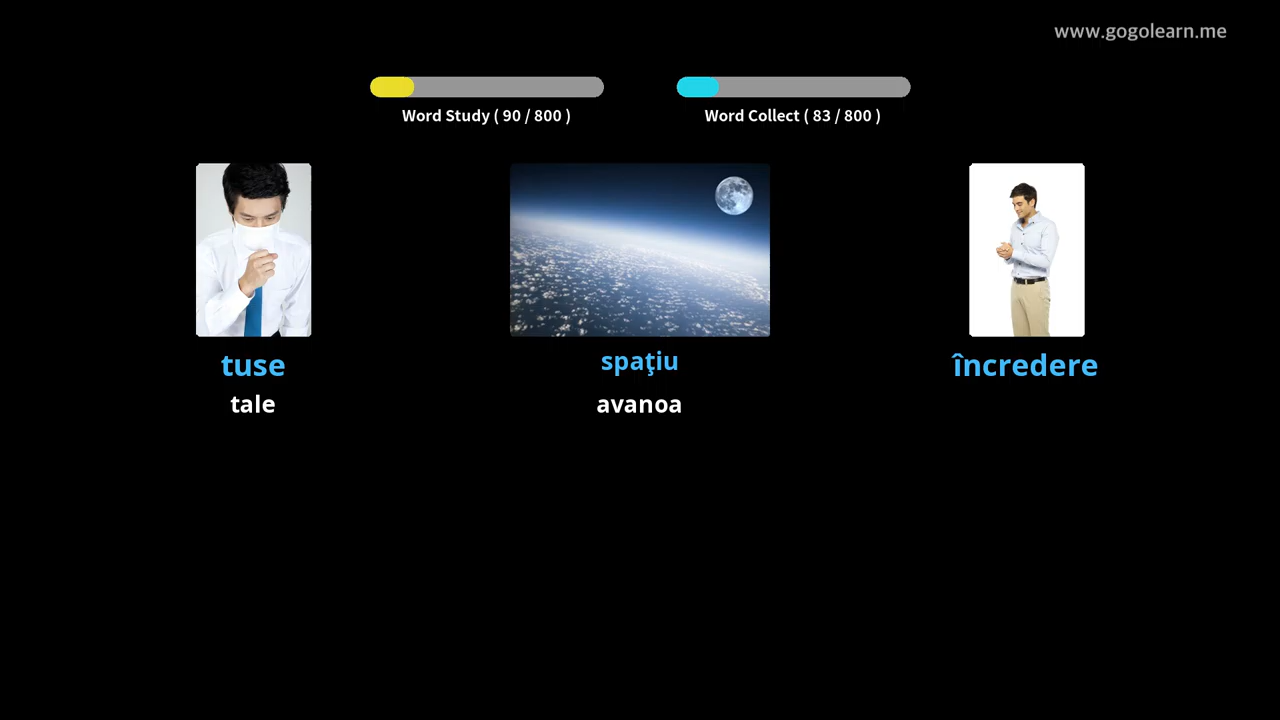 www.gogolearn.me
Word Study ( 90 / 800 )
Word Collect ( 83 / 800 )
tuse
spaţiu
încredere
tale
avanoa